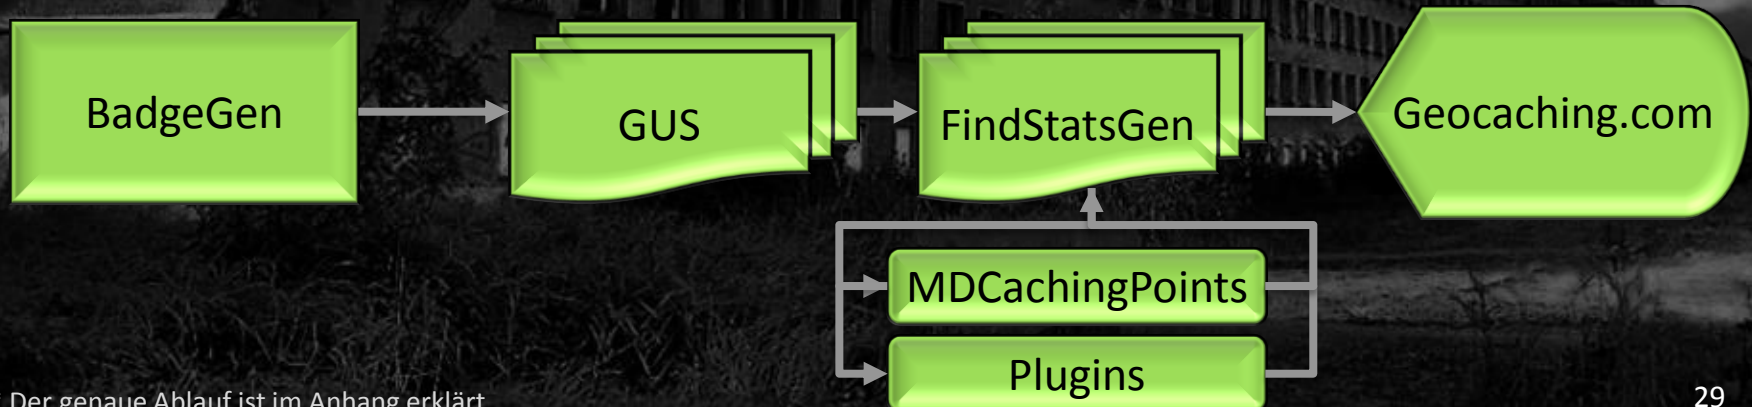 BadgeGen
GUS
FindStatsGen
Geocaching.com
MDCachingPoints
Plugins
Der genaue Ablauf ist im Anhang erklärt
29